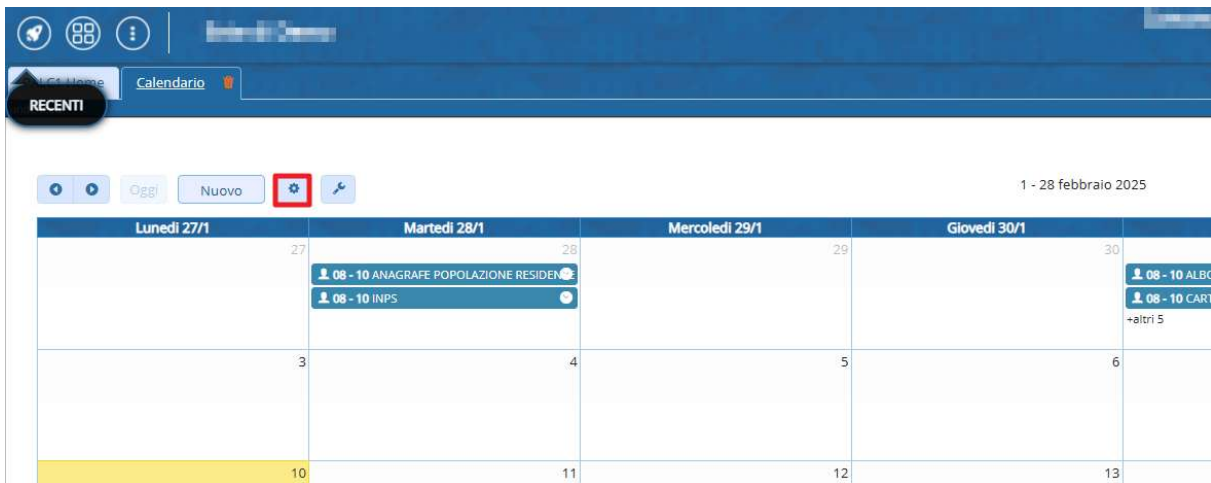 Home
Calendario
RECENTI
Oggi
Nuovo
1 - 28 febbraio 2025
Lunedì 27/1
Martedì 28/1
Mercoledì 29/1
Giovedì 30/1
27
28
29
30
08 - 10 ANAGRAFE POPOLAZIONE RESIDENTE
08 - 10 ALBO
08 - 10 INPS
08 - 10 CART
+altri 5
3
4
5
6
10
11
12
13